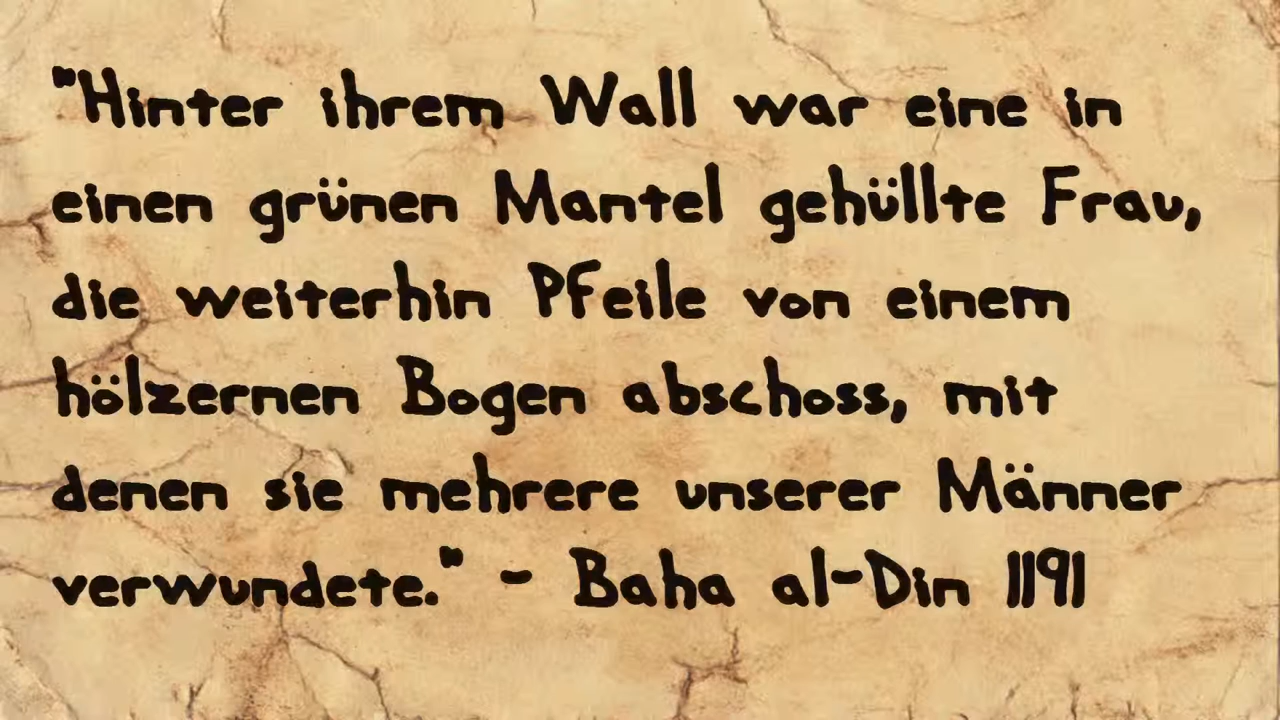 "Hinter ihrem Wall war eine in
einen grünen Mantel gehüllte Frau,
die weiterhin Pfeile von einem
hölzernen Bogen abschoss, mit
denen sie mehrere unserer Männer
verwundete." - Baha al-Din 1191